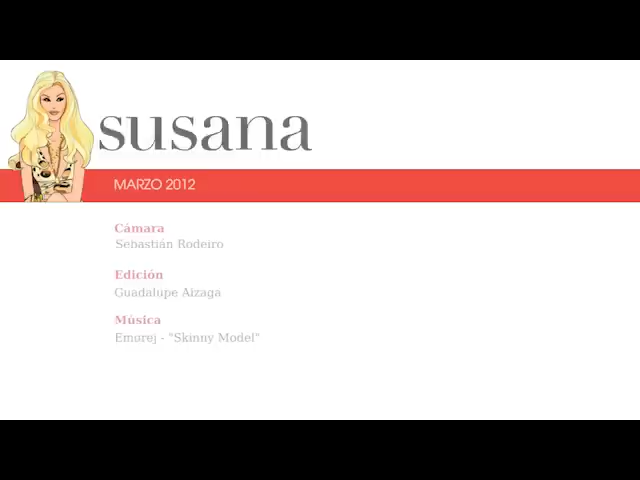 susana
MARZO 2012
Cámara
Sebastián Rodeiro
Edición
Guadalupe Aizaga
Música
Emorej - "Skinny Model"